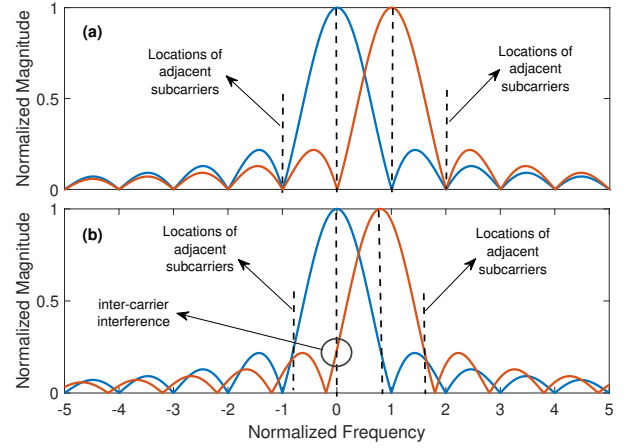 1
(a)
Locations of
adjacent
subcarriers
Locations of
adjacent
subcarriers
0.5
0
Normalized Magnitude
1
(b)
Locations of
adjacent
subcarriers
Locations of
adjacent
subcarriers
inter-carrier
interference
0.5
0
Normalized Magnitude
-5 -4 -3 -2 -1 0 1 2 3 4 5
Normalized Frequency